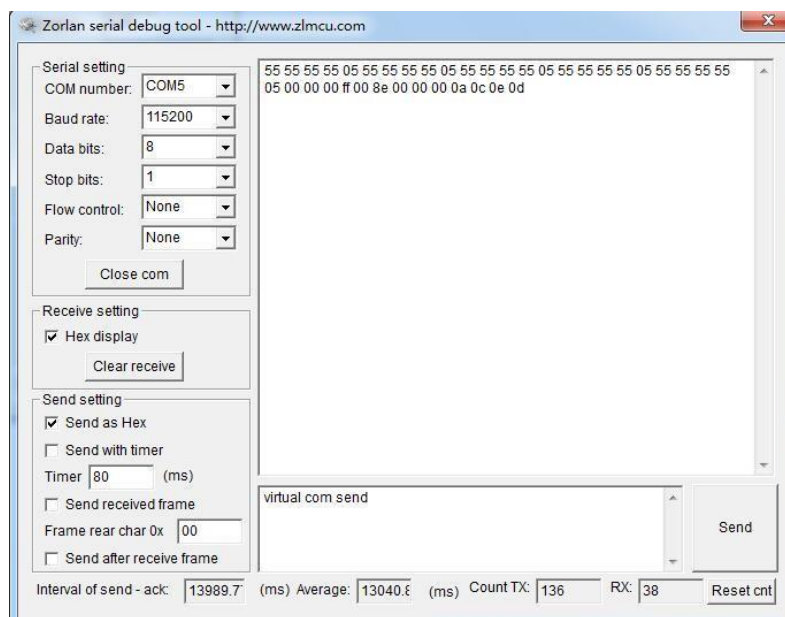 Zorlan serial debug tool - http://www.zlmcu.com
Serial setting
COM number: COM5
Baud rate: 115200
Data bits: 8
Stop bits: 1
Flow control: None
Parity: None
Close com
Receive setting
Hex display
Clear receive
Send setting
Send as Hex
Send with timer
Timer 80 (ms)
Send received frame
Frame rear char 0x 00
Send after receive frame
55 55 55 55 05 55 55 55 55 05 55 55 55 55 05 55 55 55 55 05 55 55 55 55
05 00 00 00 ff 00 8e 00 00 00 0a 0c 0e 0d
virtual com send
Send
Interval of send - ack: 13989.7 (ms) Average: 13040.8 (ms) Count TX: 136 RX: 38 Reset cnt